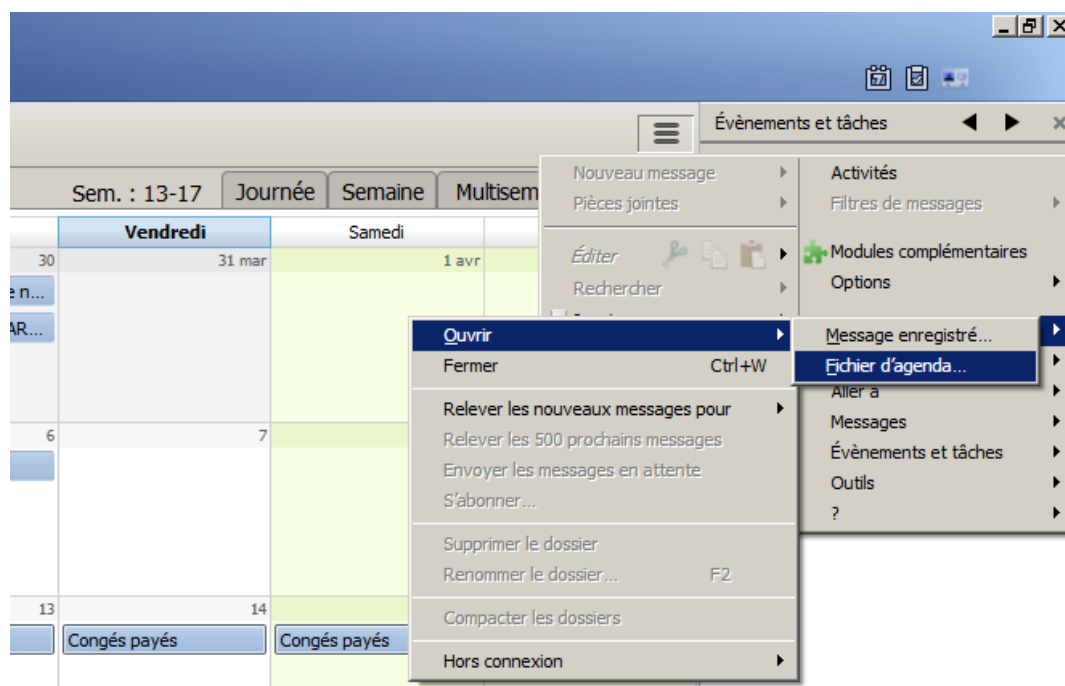 Évènements et tâches
Sem. : 13-17
Journée
Semaine
Multisem
Vendredi
Samedi
30
31 mar
1 avr
e n...
AR...
6
7
13
14
Congés payés
Congés payés
Nouveau message
Pièces jointes
Éditer
Rechercher
Activités
Filtres de messages
Modules complémentaires
Options
Aller à
Messages
Évènements et tâches
Outils
?
Ouvrir
Fermer Ctrl+W
Relever les nouveaux messages pour
Relever les 500 prochains messages
Envoyer les messages en attente
S'abonner...
Supprimer le dossier
Renommer le dossier... F2
Compacter les dossiers
Hors connexion
Message enregistré...
Fichier d'agenda...